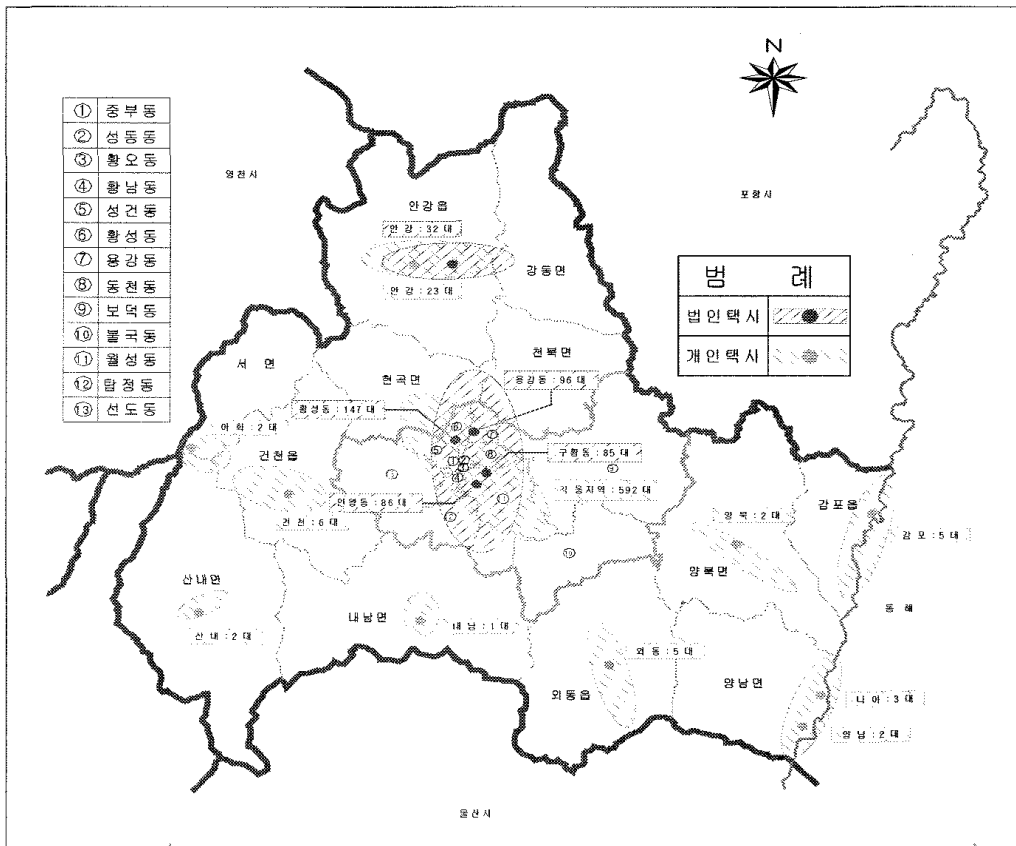 N
① 중부동
② 성동동
③ 황오동
④ 황남동
⑤ 성건동
⑥ 황성동
⑦ 용강동
⑧ 동천동
⑨ 보덕동
⑩ 불국동
⑪ 월성동
⑫ 탑정동
⑬ 선도동
영천시
포항시
안강읍
안강 : 32 대
안강 : 23 대
강동면
범 례
법인택시
개인택시
서 면
현곡면
천북면
용강동 : 96 대
황성동 : 147 대
아화 : 2 대
건천읍
구황동 : 85 대
직동지역 : 592 대
인왕동 : 86 대
건천 : 6 대
양북 : 2 대
감포읍
감포 : 5 대
양북면
산내면
산내 : 2 대
내남면
내남 : 1 대
동해
외동 : 5 대
외동읍
양남면
나아 : 3 대
양남 : 2 대
울산시